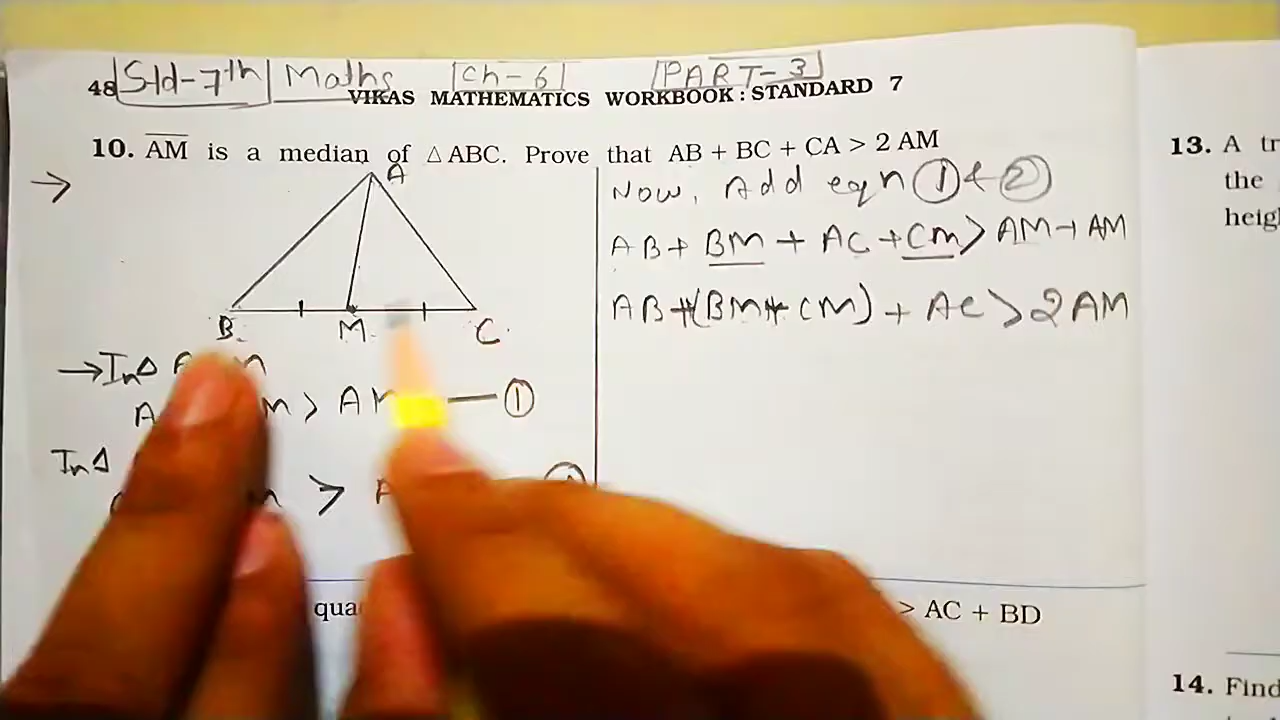 48 Std-7th Maths Ch-6 PART-3
VIKAS MATHEMATICS WORKBOOK : STANDARD 7
10. AM is a median of △ABC. Prove that AB + BC + CA > 2 AM
A
B M C
→ In △
> AM — ①
In △
>
Now, Add eqn ① & ②
AB + BM + AC + CM > AM + AM
AB + (BM + CM) + AC > 2AM
> AC + BD
13. A
the
14. Find